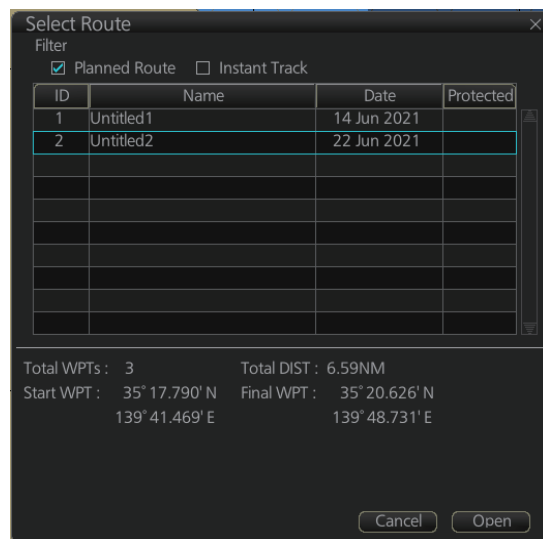 Select Route
Filter
Planned Route Instant Track
ID Name Date Protected
1 Untitled1 14 Jun 2021
2 Untitled2 22 Jun 2021
Total WPTs : 3 Total DIST : 6.59NM
Start WPT : 35° 17.790' N Final WPT : 35° 20.626' N
139° 41.469' E 139° 48.731' E
Cancel Open